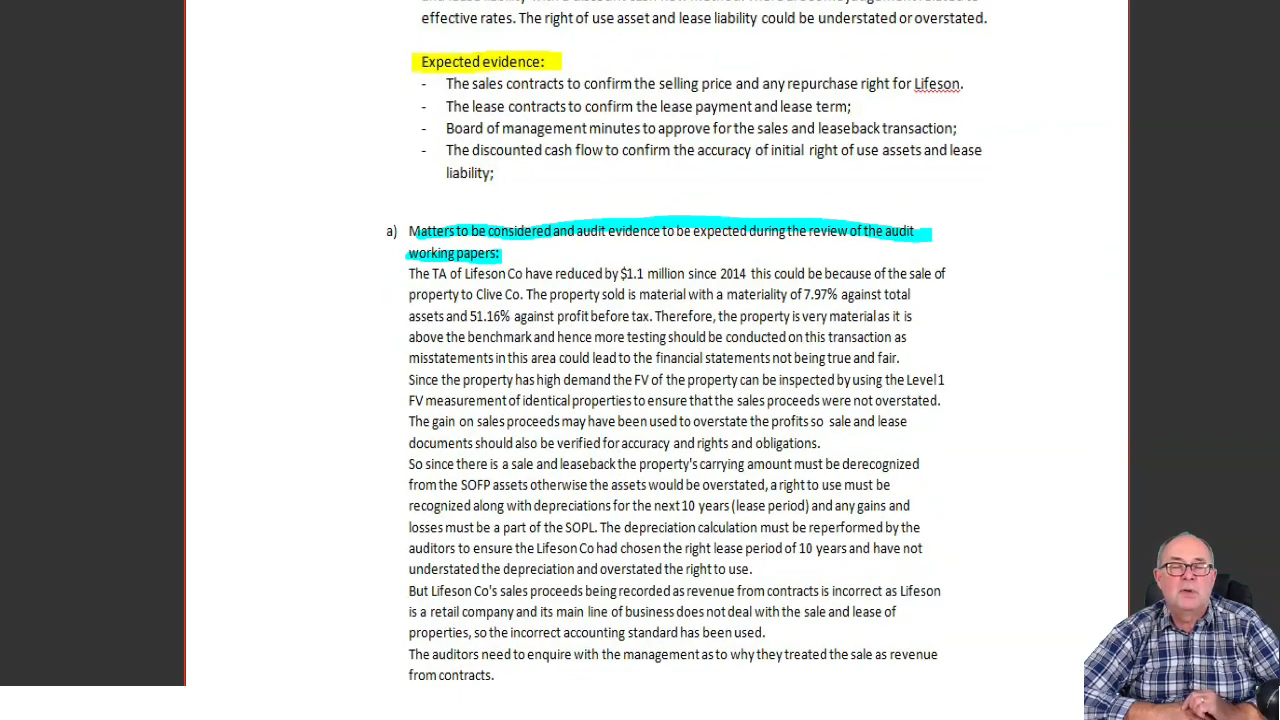 effective rates. The right of use asset and lease liability could be understated or overstated.
Expected evidence:
- The sales contracts to confirm the selling price and any repurchase right for Lifeson.
- The lease contracts to confirm the lease payment and lease term;
- Board of management minutes to approve for the sales and leaseback transaction;
- The discounted cash flow to confirm the accuracy of initial right of use assets and lease
liability;
a) Matters to be considered and audit evidence to be expected during the review of the audit
working papers:
The TA of Lifeson Co have reduced by $1.1 million since 2014 this could be because of the sale of
property to Clive Co. The property sold is material with a materiality of 7.97% against total
assets and 51.16% against profit before tax. Therefore, the property is very material as it is
above the benchmark and hence more testing should be conducted on this transaction as
misstatements in this area could lead to the financial statements not being true and fair.
Since the property has high demand the FV of the property can be inspected by using the Level 1
FV measurement of identical properties to ensure that the sales proceeds were not overstated.
The gain on sales proceeds may have been used to overstate the profits so sale and lease
documents should also be verified for accuracy and rights and obligations.
So since there is a sale and leaseback the property's carrying amount must be derecognized
from the SOFP assets otherwise the assets would be overstated, a right to use must be
recognized along with depreciations for the next 10 years (lease period) and any gains and
losses must be a part of the SOPL. The depreciation calculation must be reperformed by the
auditors to ensure the Lifeson Co had chosen the right lease period of 10 years and have not
understated the depreciation and overstated the right to use.
But Lifeson Co's sales proceeds being recorded as revenue from contracts is incorrect as Lifeson
is a retail company and its main line of business does not deal with the sale and lease of
properties, so the incorrect accounting standard has been used.
The auditors need to enquire with the management as to why they treated the sale as revenue
from contracts.